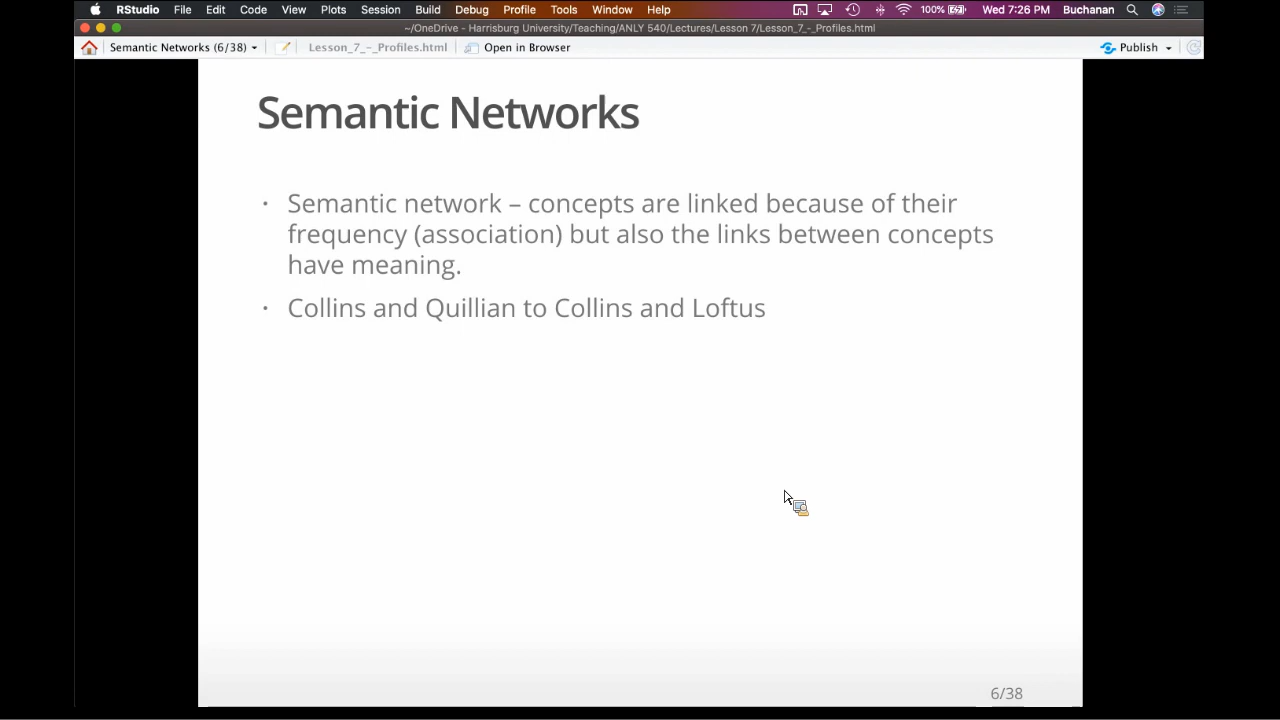 RStudio File Edit Code View Plots Session Build Debug Profile Tools Window Help 100% Wed 7:26 PM Buchanan
~/OneDrive - Harrisburg University/Teaching/ANLY 540/Lectures/Lesson 7/Lesson_7_-_Profiles.html
Semantic Networks (6/38) Lesson_7_-_Profiles.html Open in Browser Publish
Semantic Networks
· Semantic network – concepts are linked because of their
frequency (association) but also the links between concepts
have meaning.
· Collins and Quillian to Collins and Loftus
6/38